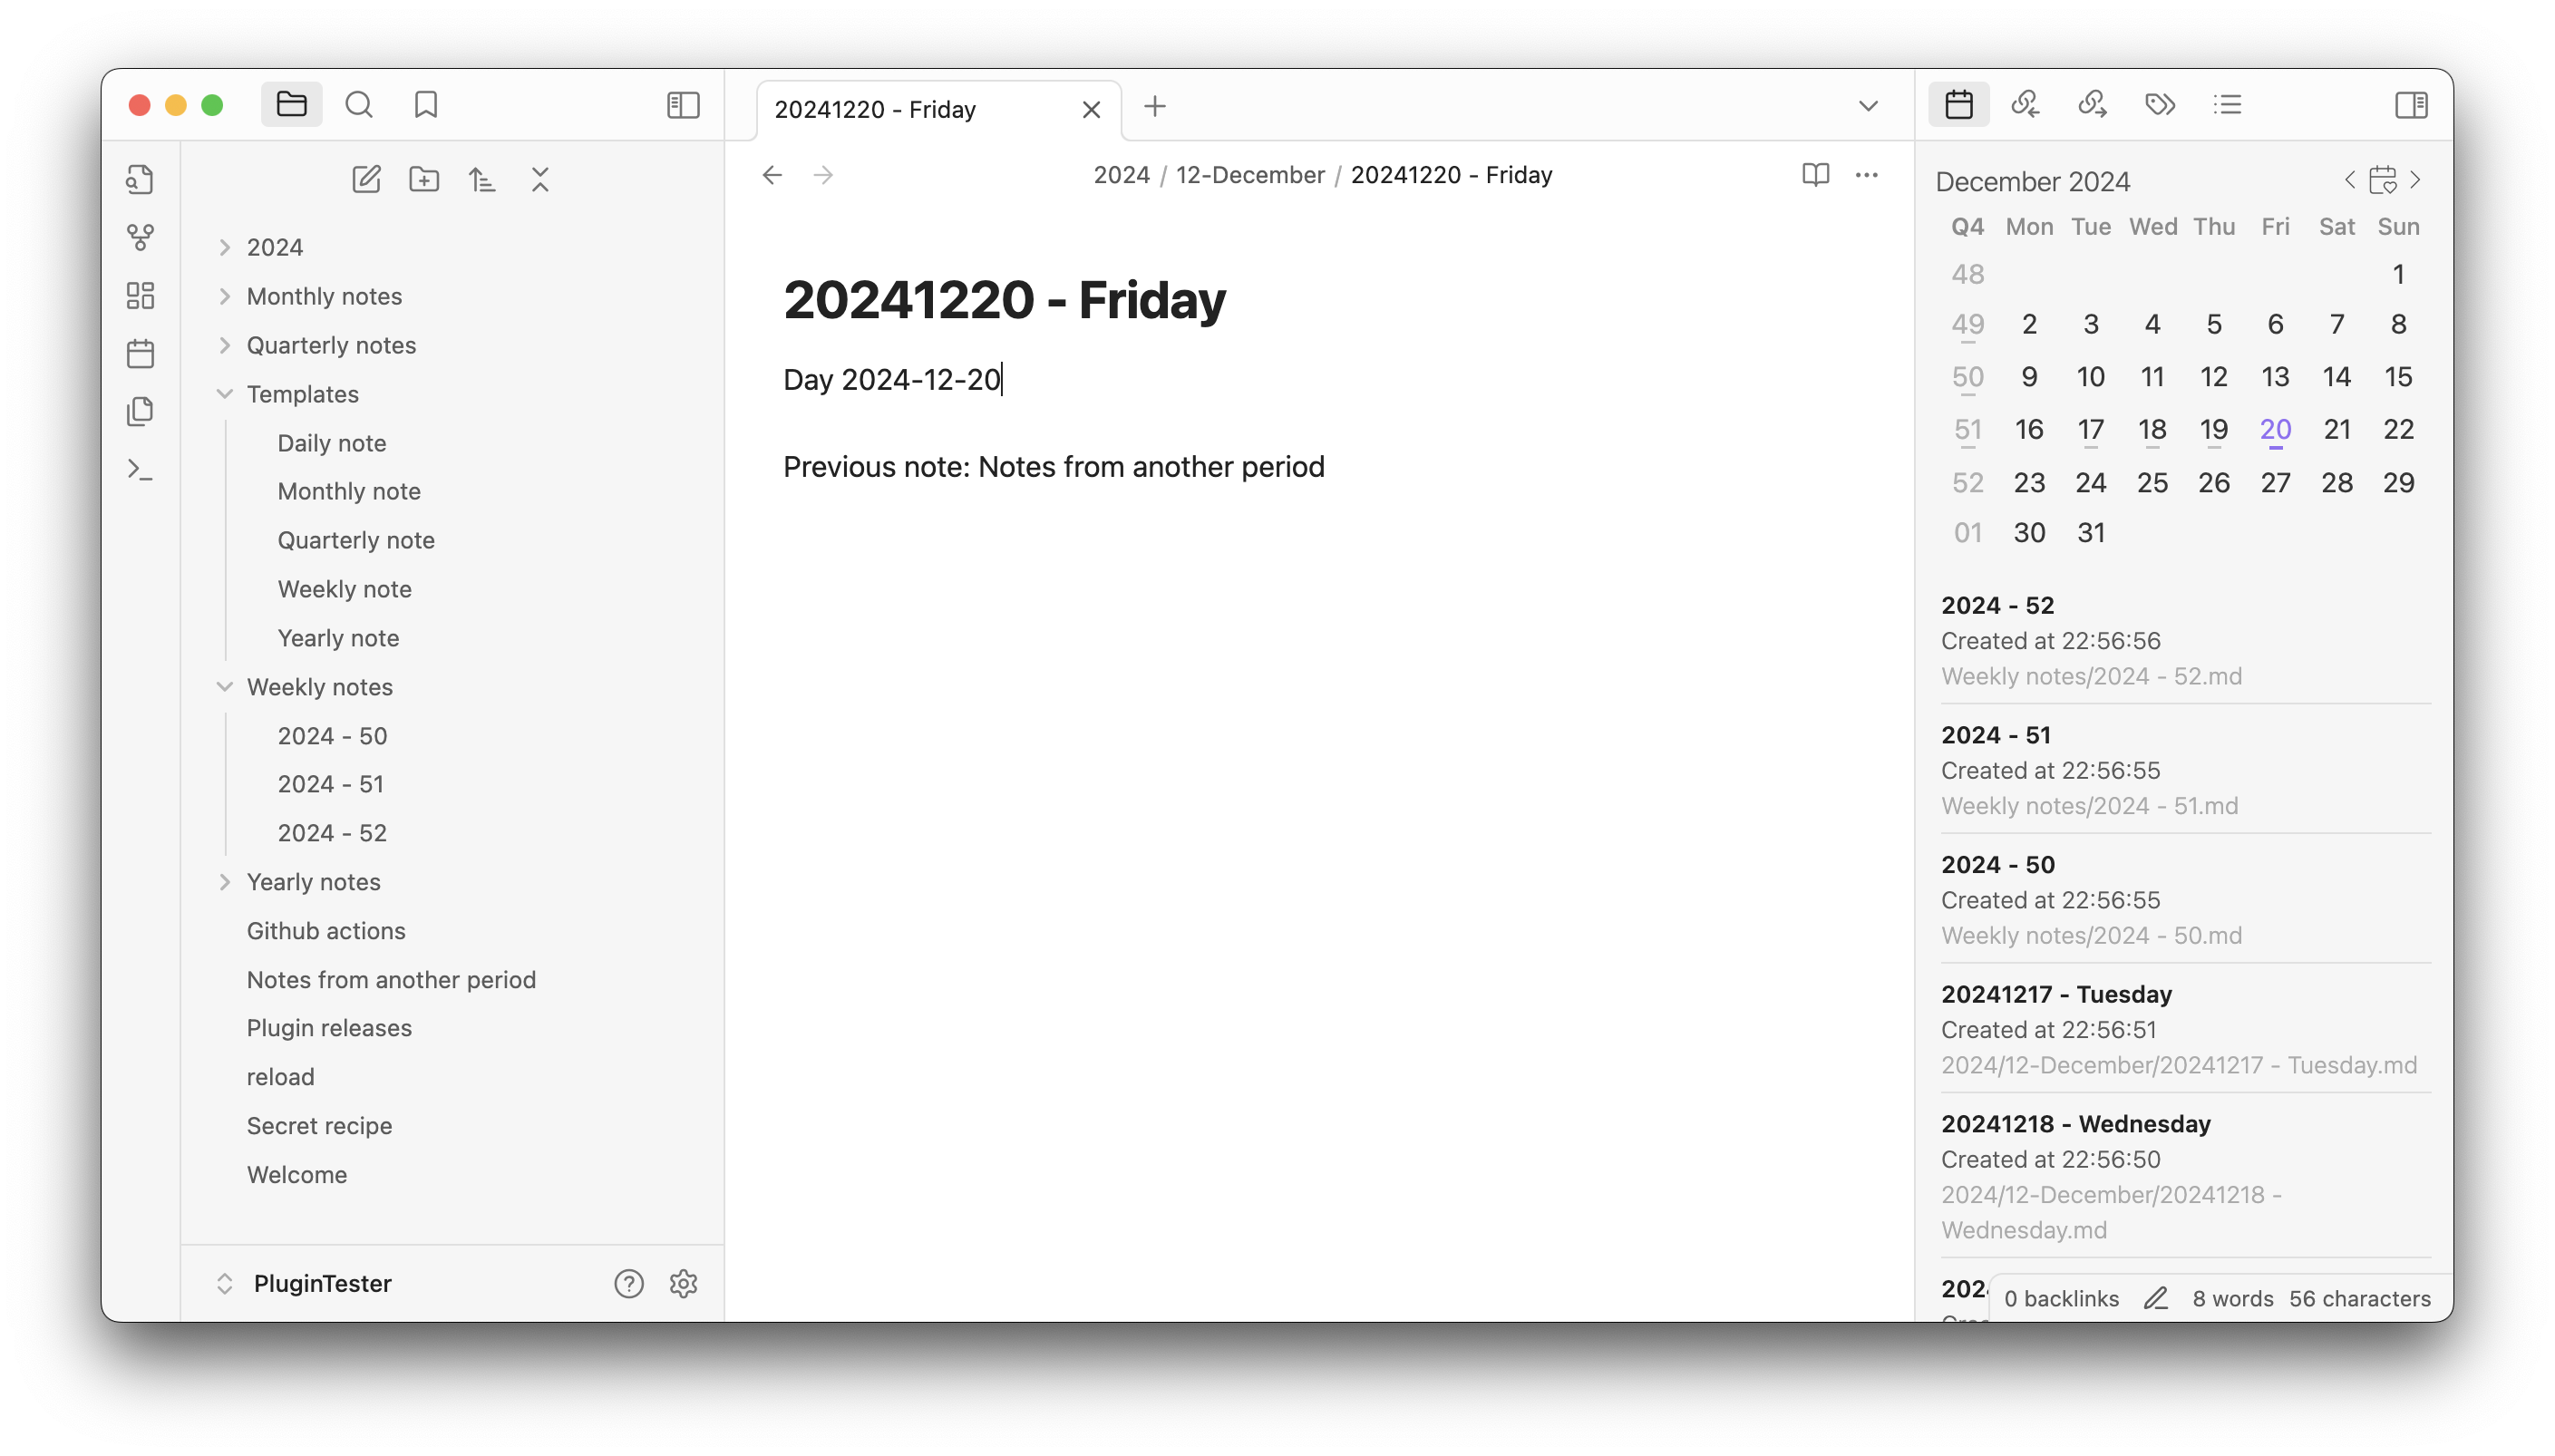 20241220 - Friday
2024
Monthly notes
Quarterly notes
Templates
Daily note
Monthly note
Quarterly note
Weekly note
Yearly note
Weekly notes
2024 - 50
2024 - 51
2024 - 52
Yearly notes
Github actions
Notes from another period
Plugin releases
reload
Secret recipe
Welcome
PluginTester
2024 / 12-December / 20241220 - Friday
20241220 - Friday
Day 2024-12-20
Previous note: Notes from another period
December 2024
Q4 Mon Tue Wed Thu Fri Sat Sun
48 1
49 2 3 4 5 6 7 8
50 9 10 11 12 13 14 15
51 16 17 18 19 20 21 22
52 23 24 25 26 27 28 29
01 30 31
2024 - 52
Created at 22:56:56
Weekly notes/2024 - 52.md
2024 - 51
Created at 22:56:55
Weekly notes/2024 - 51.md
2024 - 50
Created at 22:56:55
Weekly notes/2024 - 50.md
20241217 - Tuesday
Created at 22:56:51
2024/12-December/20241217 - Tuesday.md
20241218 - Wednesday
Created at 22:56:50
2024/12-December/20241218 -
Wednesday.md
0 backlinks 8 words 56 characters